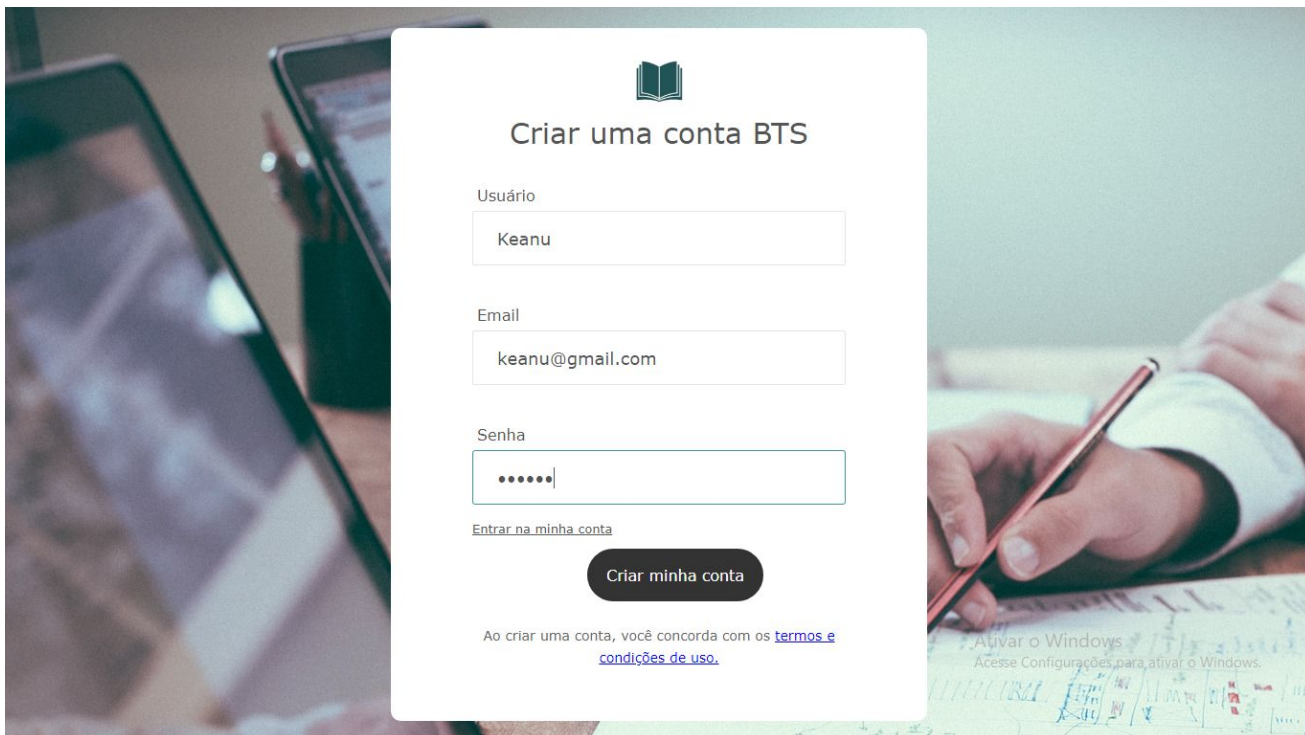 Criar uma conta BTS
Usuário
Keanu
Email
keanu@gmail.com
Senha
••••••
Entrar na minha conta
Criar minha conta
Ao criar uma conta, você concorda com os termos e
condições de uso.
Ativar o Windows
Acesse Configurações para ativar o Windows.